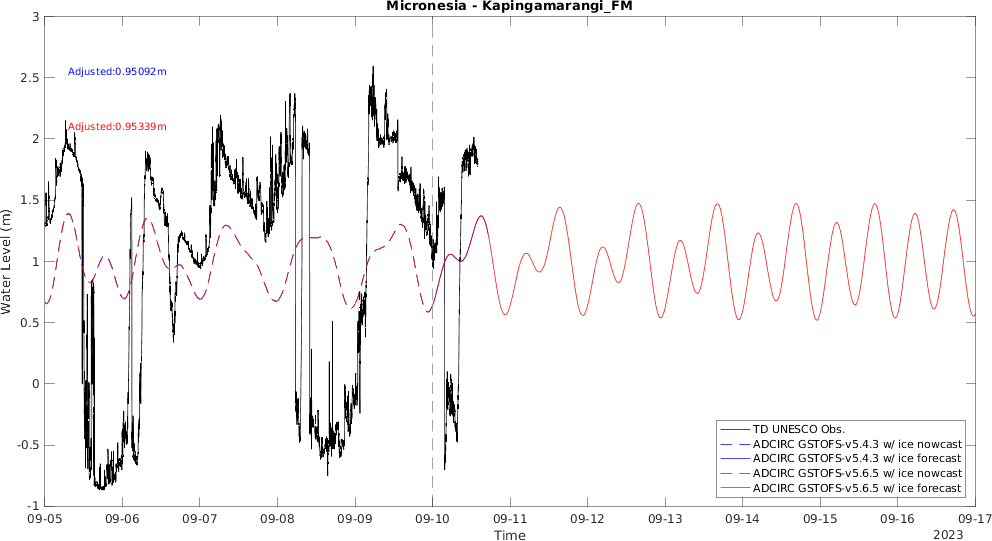 Micronesia - Kapingamarangi_FM
Adjusted:0.95092m
Adjusted:0.95339m
Water Level (m)
3
2.5
2
1.5
1
0.5
0
-0.5
-1
TD UNESCO Obs.
ADCIRC GSTOFS-v5.4.3 w/ ice nowcast
ADCIRC GSTOFS-v5.4.3 w/ ice forecast
ADCIRC GSTOFS-v5.6.5 w/ ice nowcast
ADCIRC GSTOFS-v5.6.5 w/ ice forecast
09-05 09-06 09-07 09-08 09-09 09-10 09-11 09-12 09-13 09-14 09-15 09-16 09-17
Time
2023